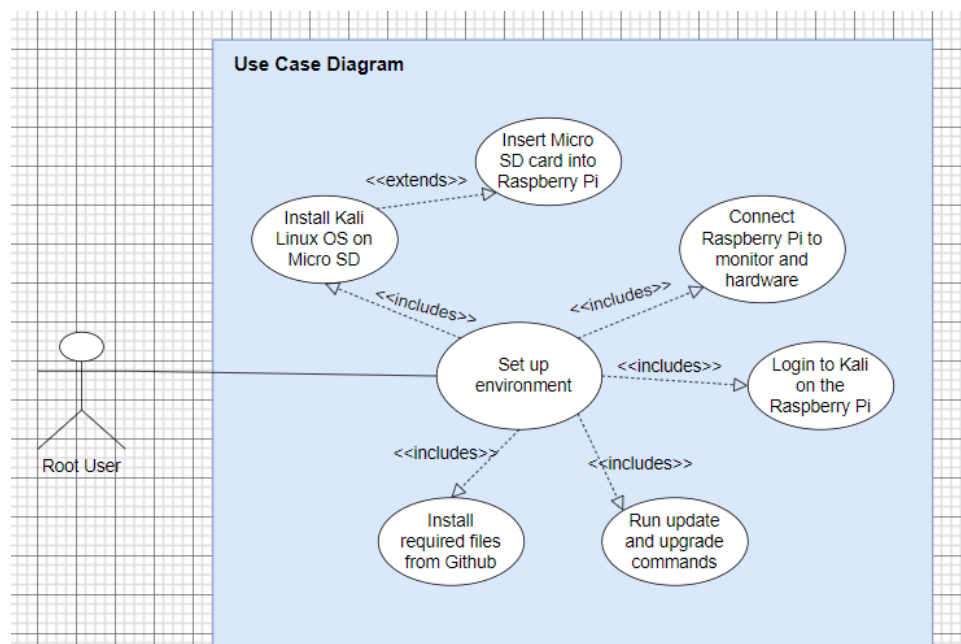 Use Case Diagram
Insert Micro
SD card into
Raspberry Pi
<<extends>>
Install Kali
Linux OS on
Micro SD
Connect
Raspberry Pi to
monitor and
hardware
<<includes>>
<<includes>>
Set up
environment
<<includes>>
Login to Kali
on the
Raspberry Pi
Root User
<<includes>>
<<includes>>
Install
required files
from Github
Run update
and upgrade
commands